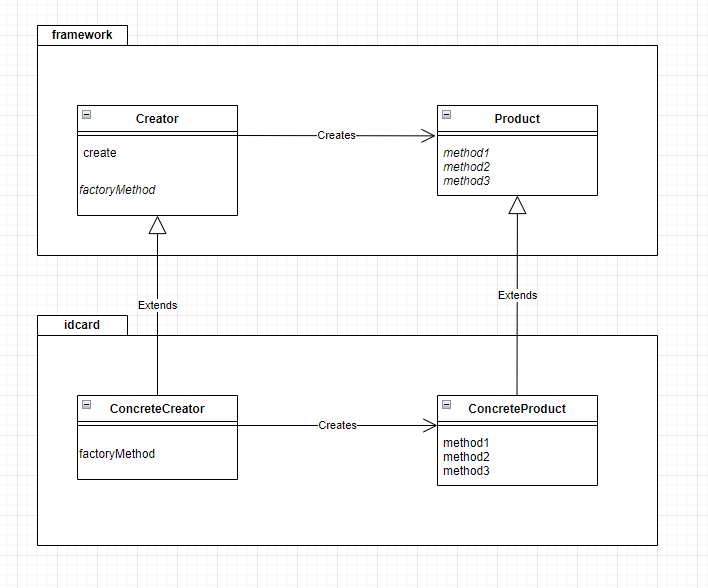 framework
Creator
create
factoryMethod
Creates
Product
method1
method2
method3
Extends
Extends
idcard
ConcreteCreator
factoryMethod
Creates
ConcreteProduct
method1
method2
method3